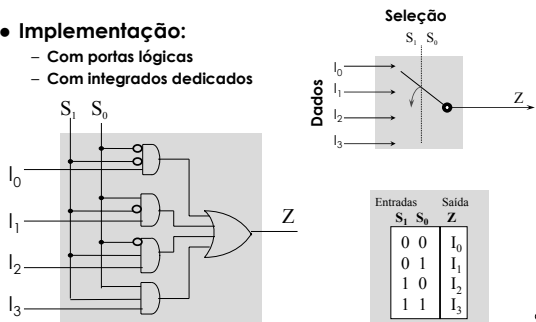 ● Implementação:
– Com portas lógicas
– Com integrados dedicados
S₁ S₀
I₀
I₁
I₂
I₃
Z
Seleção
S₁ S₀
Dados
I₀
I₁
I₂
I₃
Z
Entradas Saída
S₁ S₀ Z
0 0 I₀
0 1 I₁
1 0 I₂
1 1 I₃